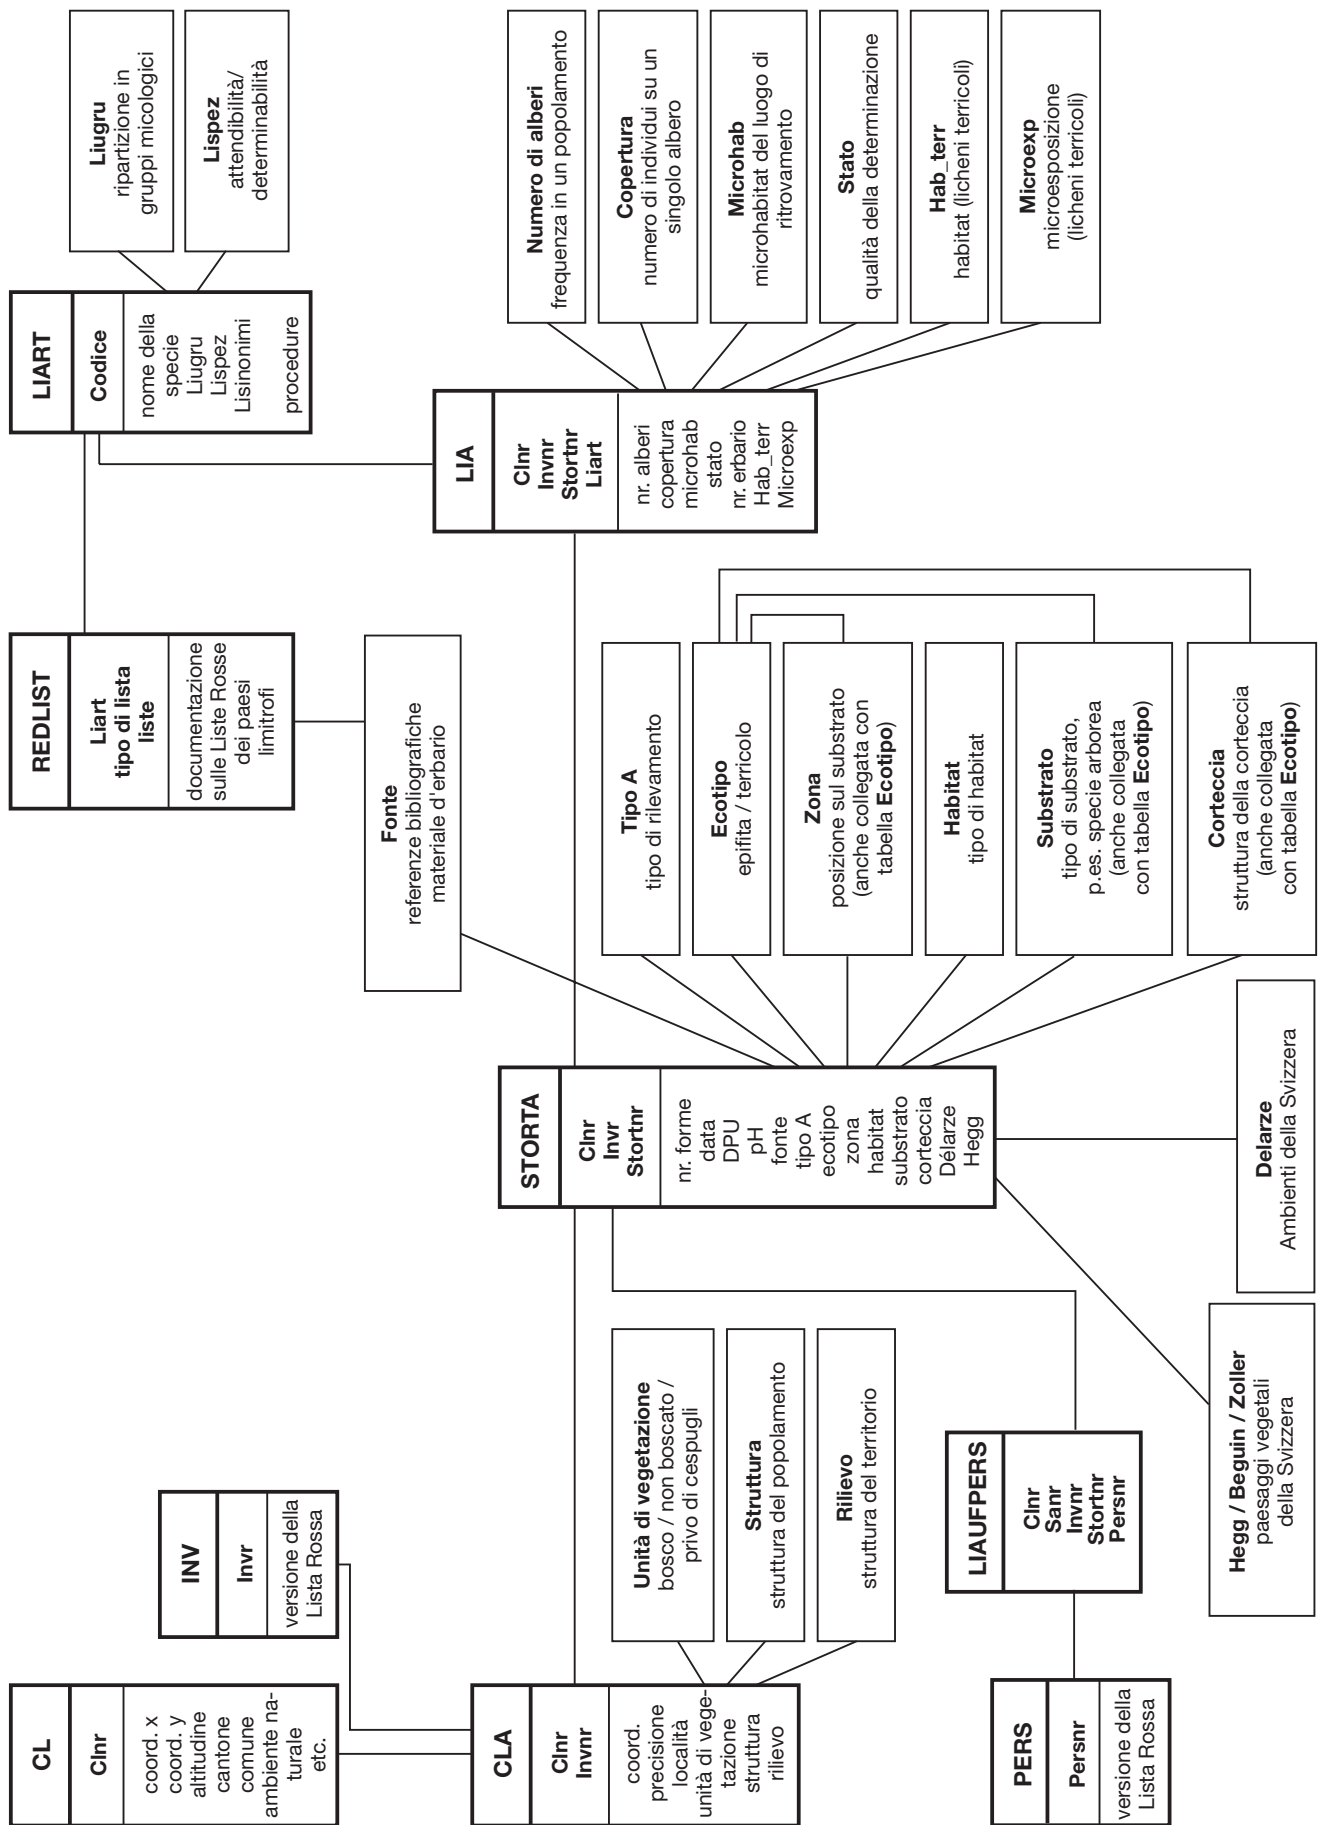 CL
Clnr
coord. x
coord. y
altitudine
cantone
comune
ambiente na-
turale
etc.
INV
Invr
versione della
Lista Rossa
REDLIST
Liart
tipo di lista
liste
documentazione
sulle Liste Rosse
dei paesi
limitrofi
LIART
Codice
nome della
specie
Liugru
Lispez
Lisinonimi
procedure
Liugru
ripartizione in
gruppi micologici
Lispez
attendibilità/
determinabilità
Fonte
referenze bibliografiche
materiale d'erbario
CLA
Clnr
Invnr
coord.
precisione
località
unità di vege-
tazione
struttura
rilievo
Unità di vegetazione
bosco / non boscato /
privo di cespugli
Struttura
struttura del popolamento
Rilievo
struttura del territorio
STORTA
Clnr
Invr
Stortnr
nr. forme
data
DPU
pH
fonte
tipo A
ecotipo
zona
habitat
substrato
corteccia
Délarze
Hegg
Tipo A
tipo di rilevamento
Ecotipo
epifita / terricolo
Zona
posizione sul substrato
(anche collegata con
tabella Ecotipo)
Habitat
tipo di habitat
Substrato
tipo di substrato,
p.es. specie arborea
(anche collegata
con tabella Ecotipo)
Corteccia
struttura della corteccia
(anche collegata
con tabella Ecotipo)
LIA
Clnr
Invnr
Stortnr
Liart
nr. alberi
copertura
microhab
stato
nr. erbario
Hab_terr
Microexp
Numero di alberi
frequenza in un popolamento
Copertura
numero di individui su un
singolo albero
Microhab
microhabitat del luogo di
ritrovamento
Stato
qualità della determinazione
Hab_terr
habitat (licheni terricoli)
Microexp
microesposizione
(licheni terricoli)
PERS
Persnr
versione della
Lista Rossa
LIAUFPERS
Clnr
Sanr
Invnr
Stortnr
Persnr
Hegg / Beguin / Zoller
paesaggi vegetali
della Svizzera
Delarze
Ambienti della Svizzera